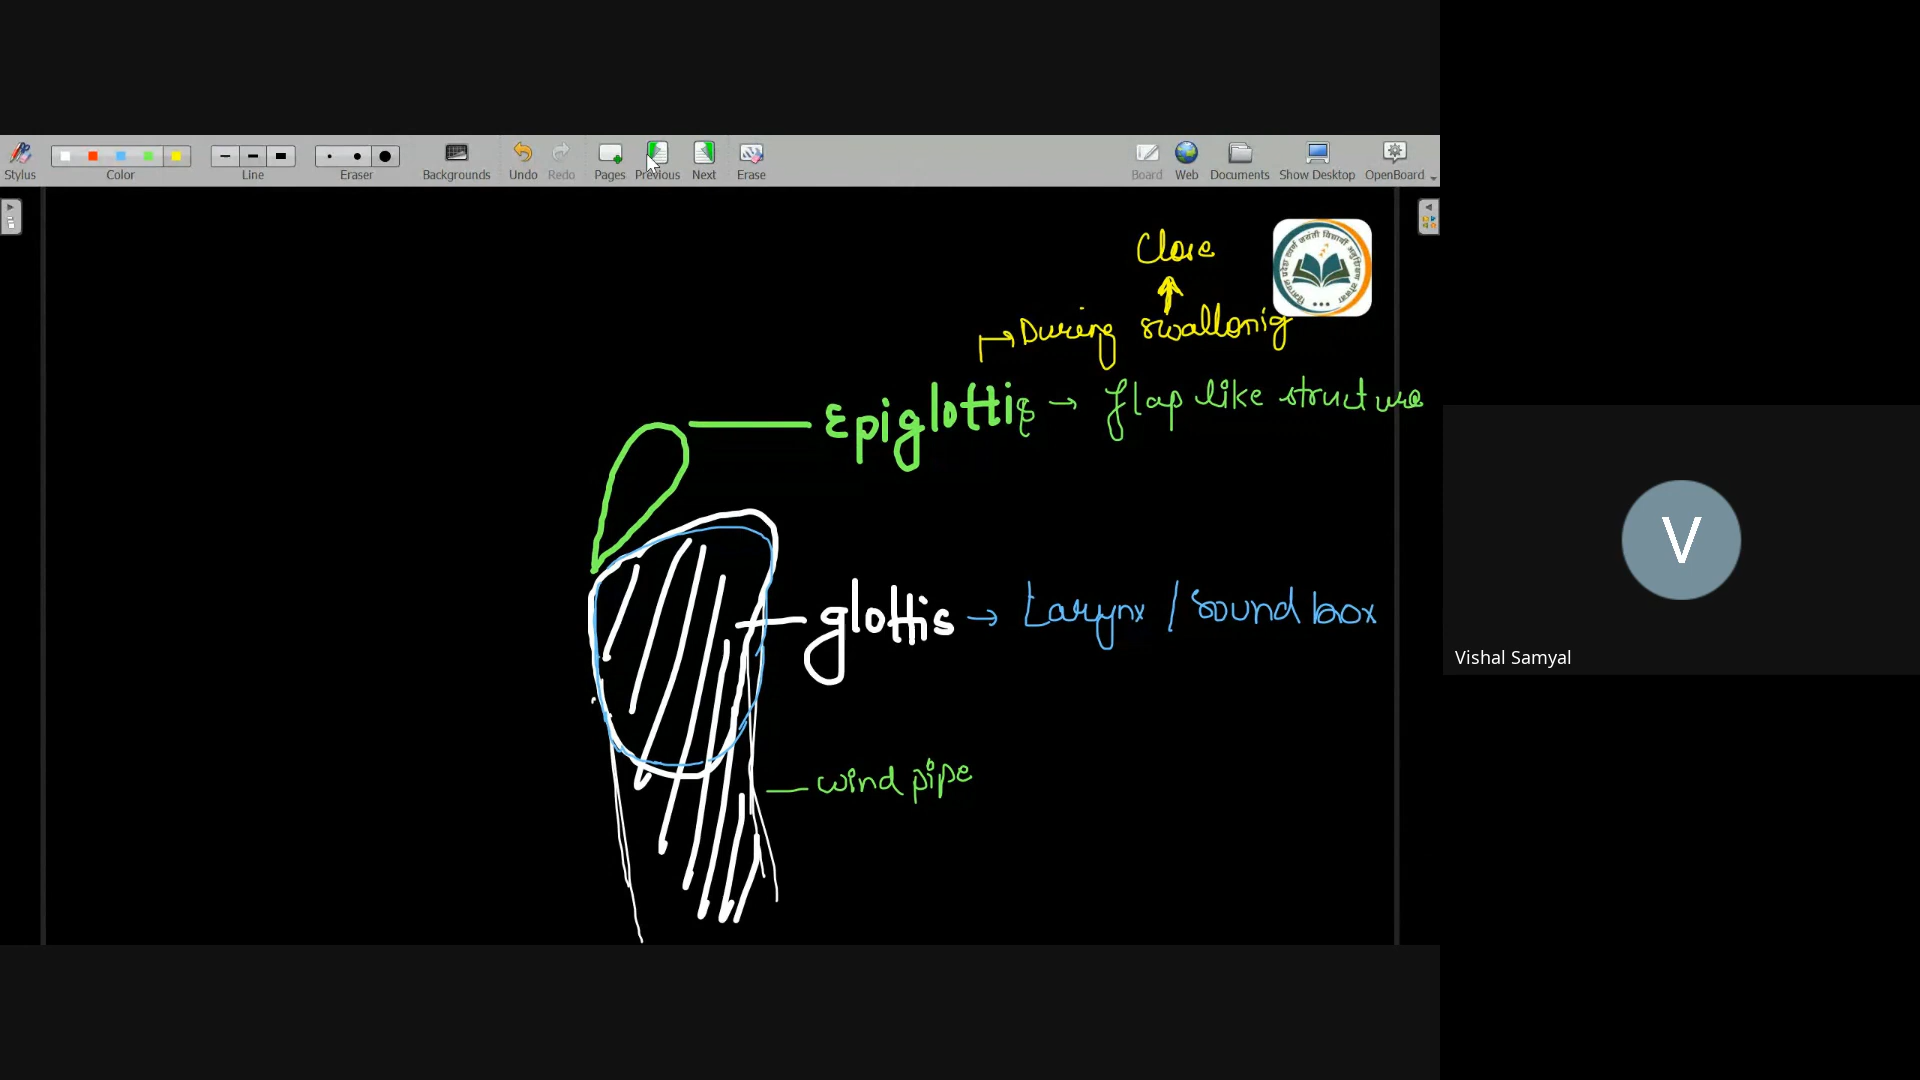 Stylus
Color
Line
Eraser
Backgrounds
Undo
Redo
Pages
Previous
Next
Erase
Board
Web
Documents
Show Desktop
OpenBoard
Close
During swallonig
Epiglottis → flap like structure
glottis → Larynx / Sound box
wind pipe
V
Vishal Samyal